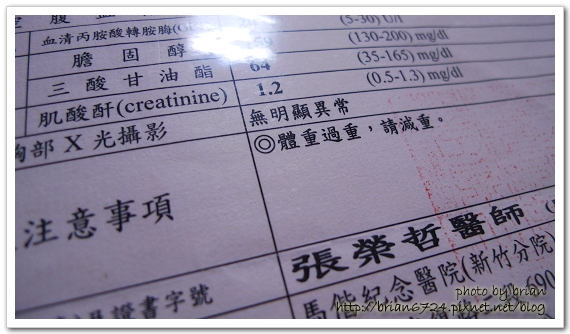 血清丙胺酸轉胺脢(G (5-30) U/l
膽固醇 (130-200) mg/dl
三酸甘油酯 64 (35-165) mg/dl
肌酸酐(creatinine) 1.2 (0.5-1.3) mg/dl
胸部 X 光攝影 無明顯異常
注意事項 ◎體重過重，請減重。
張榮哲醫師
證書字號 馬偕紀念醫院(新竹分院)
photo by brian
http://brian6724.pixnet.net/blog